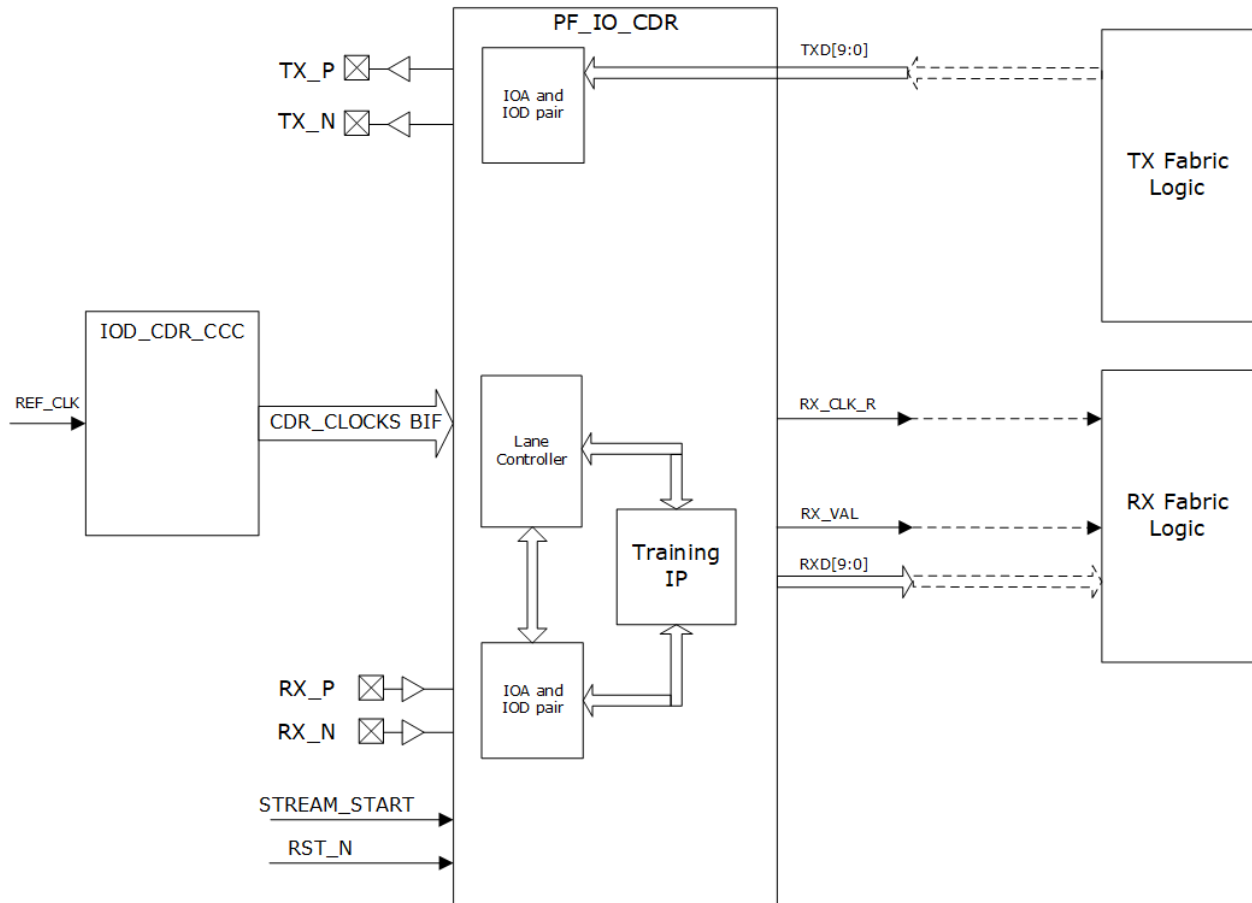 PF_IO_CDR
TX_P
TX_N
IOA and
IOD pair
TXD[9:0]
TX Fabric
Logic
IOD_CDR_CCC
REF_CLK
CDR_CLOCKS BIF
Lane
Controller
Training
IP
RX_CLK_R
RX_VAL
RXD[9:0]
RX Fabric
Logic
RX_P
RX_N
IOA and
IOD pair
STREAM_START
RST_N